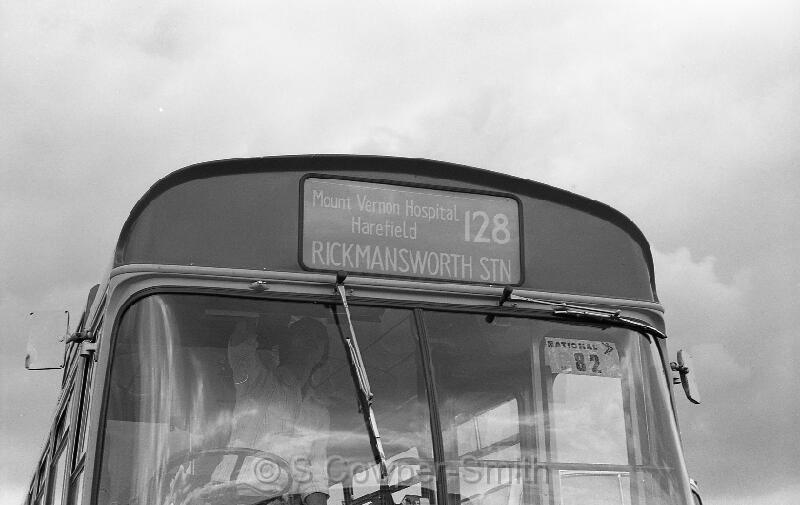 Mount Vernon Hospital
Harefield
128
RICKMANSWORTH STN
NATIONAL
82
© S Cowper-Smith